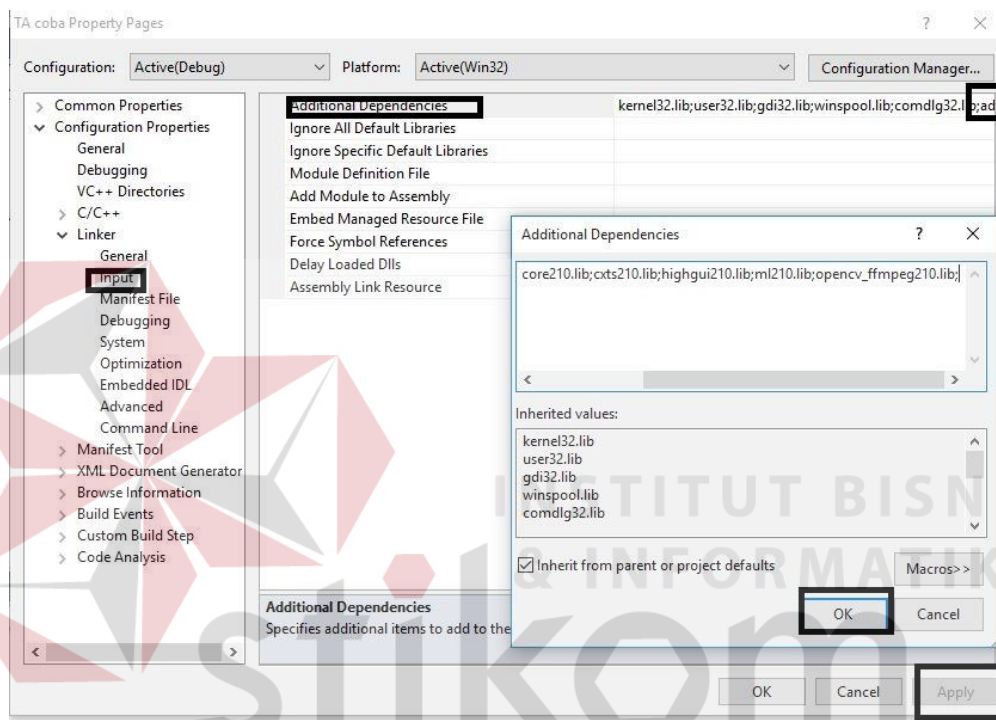 TA coba Property Pages
Configuration: Active(Debug) Platform: Active(Win32) Configuration Manager...
Common Properties
Configuration Properties
General
Debugging
VC++ Directories
C/C++
Linker
General
Input
Manifest File
Debugging
System
Optimization
Embedded IDL
Advanced
Command Line
Manifest Tool
XML Document Generator
Browse Information
Build Events
Custom Build Step
Code Analysis
Additional Dependencies kernel32.lib;user32.lib;gdi32.lib;winspool.lib;comdlg32.lib;ad
Ignore All Default Libraries
Ignore Specific Default Libraries
Module Definition File
Add Module to Assembly
Embed Managed Resource File
Force Symbol References
Delay Loaded Dlls
Assembly Link Resource
Additional Dependencies
Specifies additional items to add to the
Additional Dependencies
core210.lib;cxts210.lib;highgui210.lib;ml210.lib;opencv_ffmpeg210.lib;
Inherited values:
kernel32.lib
user32.lib
gdi32.lib
winspool.lib
comdlg32.lib
Inherit from parent or project defaults
Macros>>
OK Cancel
OK Cancel Apply
INSTITUT BISN
& INFORMATIK
stikom